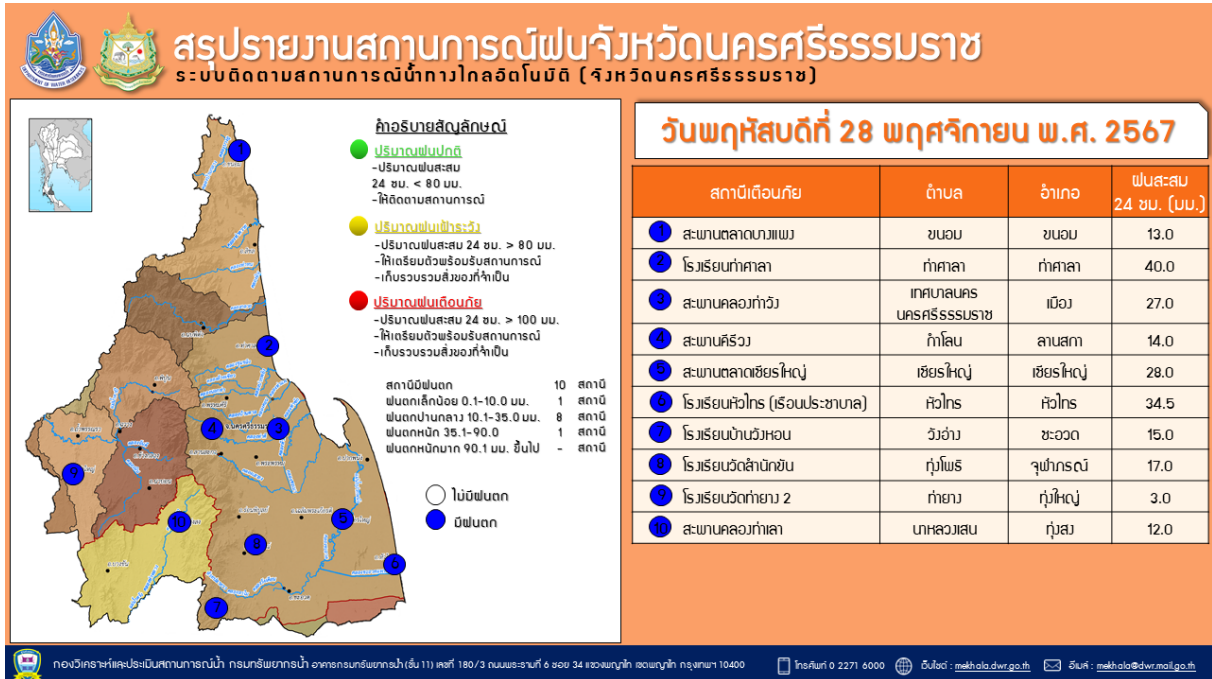 สรุปรายงานสถานการณ์ฝนจังหวัดนครศรีธรรมราช
ระบบติดตามสถานการณ์น้ำทางไกลอัตโนมัติ (จังหวัดนครศรีธรรมราช)
คำอธิบายสัญลักษณ์
ปริมาณฝนปกติ
-ปริมาณฝนสะสม
24 ชม. < 80 มม.
-ให้ติดตามสถานการณ์
ปริมาณฝนเฝ้าระวัง
-ปริมาณฝนสะสม 24 ชม. > 80 มม.
-ให้เตรียมตัวพร้อมรับสถานการณ์
-เก็บรวบรวมสิ่งของที่จำเป็น
ปริมาณฝนเตือนภัย
-ปริมาณฝนสะสม 24 ชม. > 100 มม.
-ให้เตรียมตัวพร้อมรับสถานการณ์
-เก็บรวบรวมสิ่งของที่จำเป็น
สถานีมีฝนตก 10 สถานี
ฝนตกเล็กน้อย 0.1-10.0 มม. 1 สถานี
ฝนตกปานกลาง 10.1-35.0 มม. 8 สถานี
ฝนตกหนัก 35.1-90.0 1 สถานี
ฝนตกหนักมาก 90.1 มม. ขึ้นไป - สถานี
ไม่มีฝนตก
มีฝนตก
1
2
4 จ.นครศรีธรรมราช 3
9
10
5
8
6
7
วันพฤหัสบดีที่ 28 พฤศจิกายน พ.ศ. 2567
สถานีเตือนภัย ตำบล อำเภอ ฝนสะสม
24 ชม. (มม.)
1 สะพานตลาดบางแพง ขนอม ขนอม 13.0
2 โรงเรียนท่าศาลา ท่าศาลา ท่าศาลา 40.0
3 สะพานคลองท่าวัง เทศบาลนคร
นครศรีธรรมราช เมือง 27.0
4 สะพานคีรีวง กำโลน ลานสกา 14.0
5 สะพานตลาดเชียรใหญ่ เชียรใหญ่ เชียรใหญ่ 28.0
6 โรงเรียนหัวไทร (เรือนประชาบาล) หัวไทร หัวไทร 34.5
7 โรงเรียนบ้านวังหอน วังอ่าง ชะอวด 15.0
8 โรงเรียนวัดสำนักขัน ทุ่งโพธิ จุฬาภรณ์ 17.0
9 โรงเรียนวัดท่ายาง 2 ท่ายาง ทุ่งใหญ่ 3.0
10 สะพานคลองท่าเลา นาหลวงเสน ทุ่งสง 12.0
กองวิเคราะห์และประเมินสถานการณ์น้ำ กรมทรัพยากรน้ำ อาคารกรมทรัพยากรน้ำ (ชั้น 11) เลขที่ 180/3 ถนนพระรามที่ 6 ซอย 34 แขวงพญาไท เขตพญาไท กรุงเทพฯ 10400 โทรศัพท์ 0 2271 6000 เว็บไซต์ : mekhala.dwr.go.th อีเมล์ : mekhala@dwr.mail.go.th